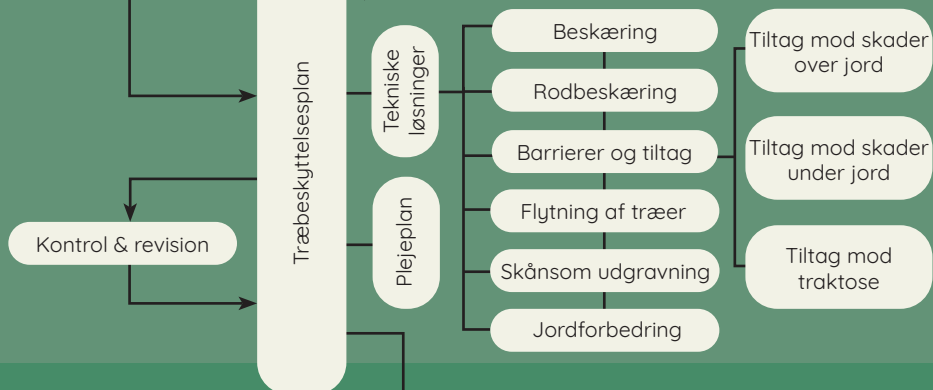 Kontrol & revision
Træbeskyttelsesplan
Tekniske
løsninger
Plejeplan
Beskæring
Rodbeskæring
Barrierer og tiltag
Flytning af træer
Skånsom udgravning
Jordforbedring
Tiltag mod skader
over jord
Tiltag mod skader
under jord
Tiltag mod
traktose